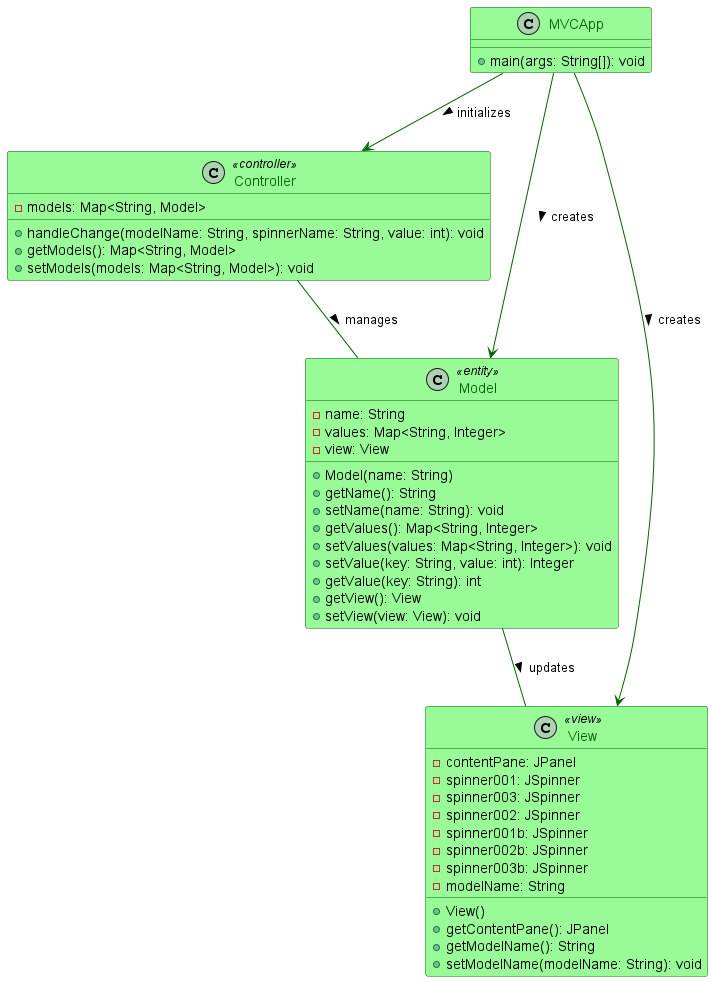 C MVCApp
main(args: String[]): void
initializes
«controller»
C Controller
models: Map<String, Model>
handleChange(modelName: String, spinnerName: String, value: int): void
getModels(): Map<String, Model>
setModels(models: Map<String, Model>): void
creates
creates
manages
«entity»
C Model
name: String
values: Map<String, Integer>
view: View
Model(name: String)
getName(): String
setName(name: String): void
getValues(): Map<String, Integer>
setValues(values: Map<String, Integer>): void
setValue(key: String, value: int): Integer
getValue(key: String): int
getView(): View
setView(view: View): void
updates
«view»
C View
contentPane: JPanel
spinner001: JSpinner
spinner003: JSpinner
spinner002: JSpinner
spinner001b: JSpinner
spinner002b: JSpinner
spinner003b: JSpinner
modelName: String
View()
getContentPane(): JPanel
getModelName(): String
setModelName(modelName: String): void